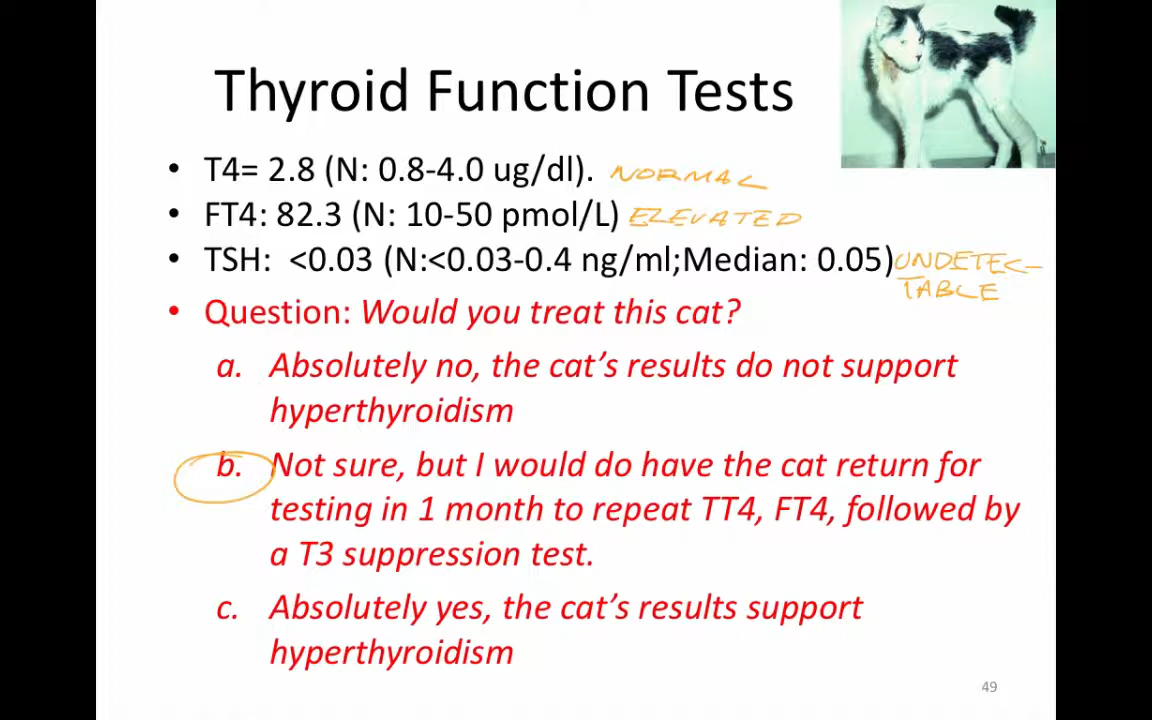 Thyroid Function Tests
• T4= 2.8 (N: 0.8-4.0 ug/dl). NORMAL
• FT4: 82.3 (N: 10-50 pmol/L) ELEVATED
• TSH:  <0.03 (N:<0.03-0.4 ng/ml;Median: 0.05) UNDETEC-
TABLE
• Question: Would you treat this cat?
a. Absolutely no, the cat’s results do not support
hyperthyroidism
b. Not sure, but I would do have the cat return for
testing in 1 month to repeat TT4, FT4, followed by
a T3 suppression test.
c. Absolutely yes, the cat’s results support
hyperthyroidism
49